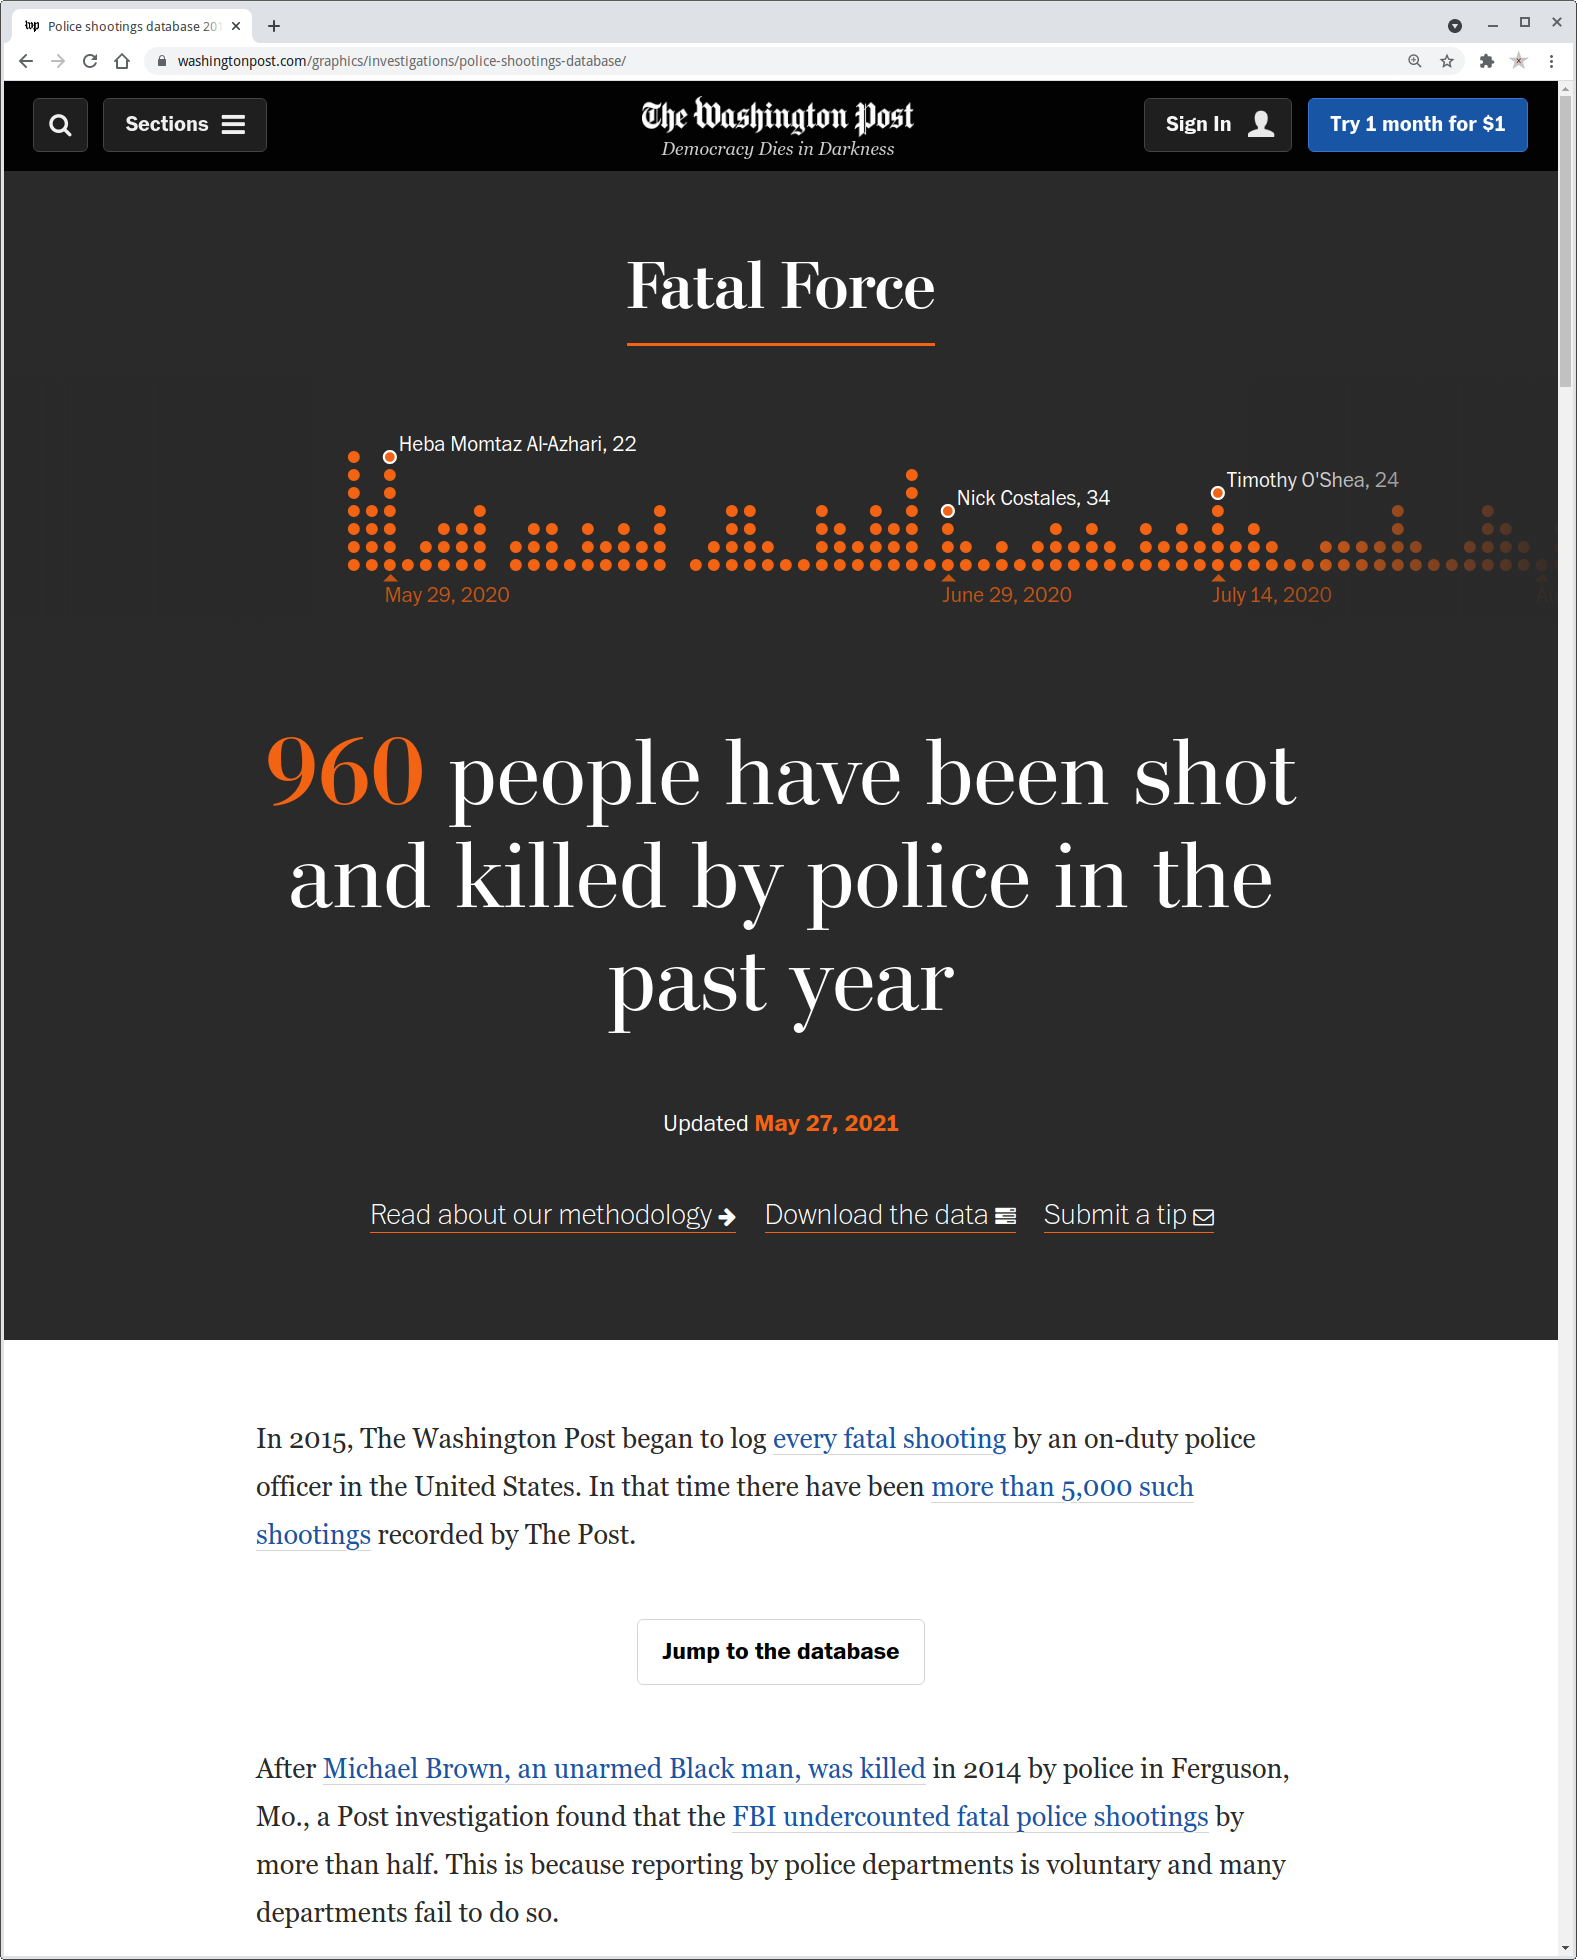 Police shootings database 201
washingtonpost.com/graphics/investigations/police-shootings-database/
Sections
The Washington Post
Democracy Dies in Darkness
Sign In
Try 1 month for $1
Fatal Force
Heba Momtaz Al-Azhari, 22
Timothy O'Shea, 24
Nick Costales, 34
May 29, 2020
June 29, 2020
July 14, 2020
960 people have been shot
and killed by police in the
past year
Updated May 27, 2021
Read about our methodology
Download the data
Submit a tip
In 2015, The Washington Post began to log every fatal shooting by an on-duty police
officer in the United States. In that time there have been more than 5,000 such
shootings recorded by The Post.
Jump to the database
After Michael Brown, an unarmed Black man, was killed in 2014 by police in Ferguson,
Mo., a Post investigation found that the FBI undercounted fatal police shootings by
more than half. This is because reporting by police departments is voluntary and many
departments fail to do so.